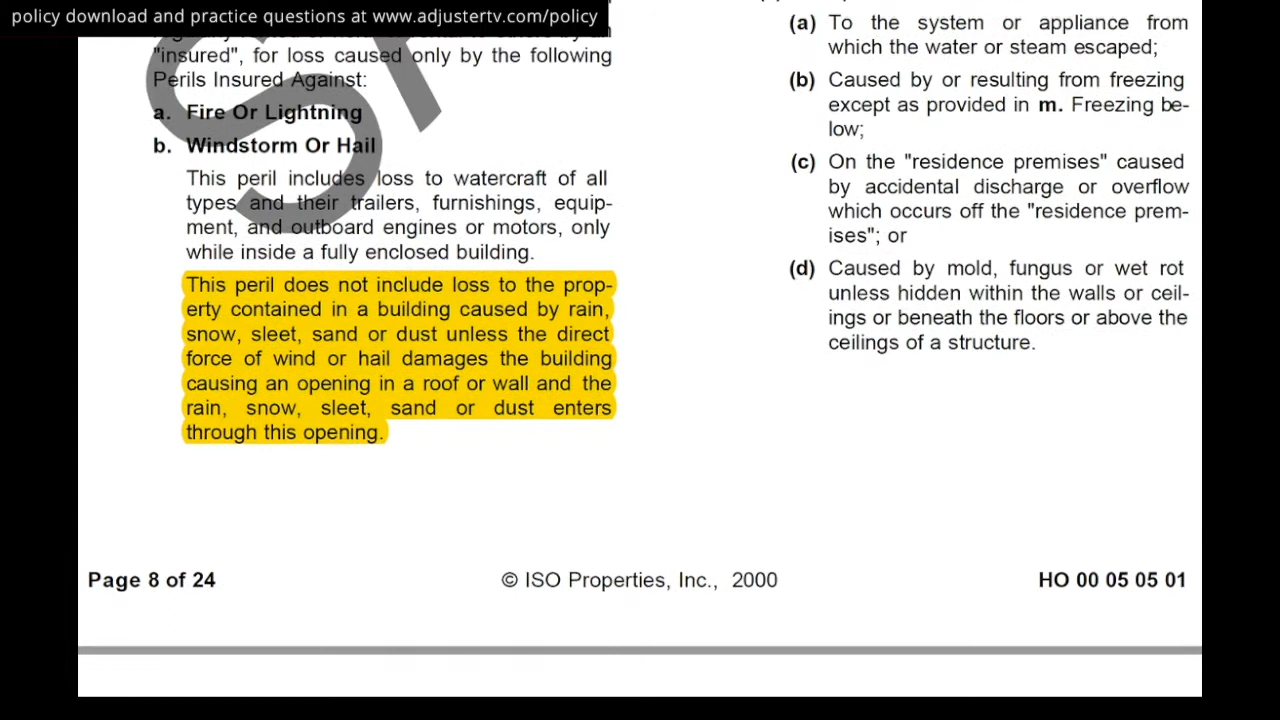 policy download and practice questions at www.adjustertv.com/policy
"insured", for loss caused only by the following
Perils Insured Against:
a. Fire Or Lightning
b. Windstorm Or Hail
This peril includes loss to watercraft of all
types and their trailers, furnishings, equip-
ment, and outboard engines or motors, only
while inside a fully enclosed building.
This peril does not include loss to the prop-
erty contained in a building caused by rain,
snow, sleet, sand or dust unless the direct
force of wind or hail damages the building
causing an opening in a roof or wall and the
rain, snow, sleet, sand or dust enters
through this opening.
(a) To the system or appliance from
which the water or steam escaped;
(b) Caused by or resulting from freezing
except as provided in m. Freezing be-
low;
(c) On the "residence premises" caused
by accidental discharge or overflow
which occurs off the "residence prem-
ises"; or
(d) Caused by mold, fungus or wet rot
unless hidden within the walls or ceil-
ings or beneath the floors or above the
ceilings of a structure.
Page 8 of 24
© ISO Properties, Inc., 2000
HO 00 05 05 01